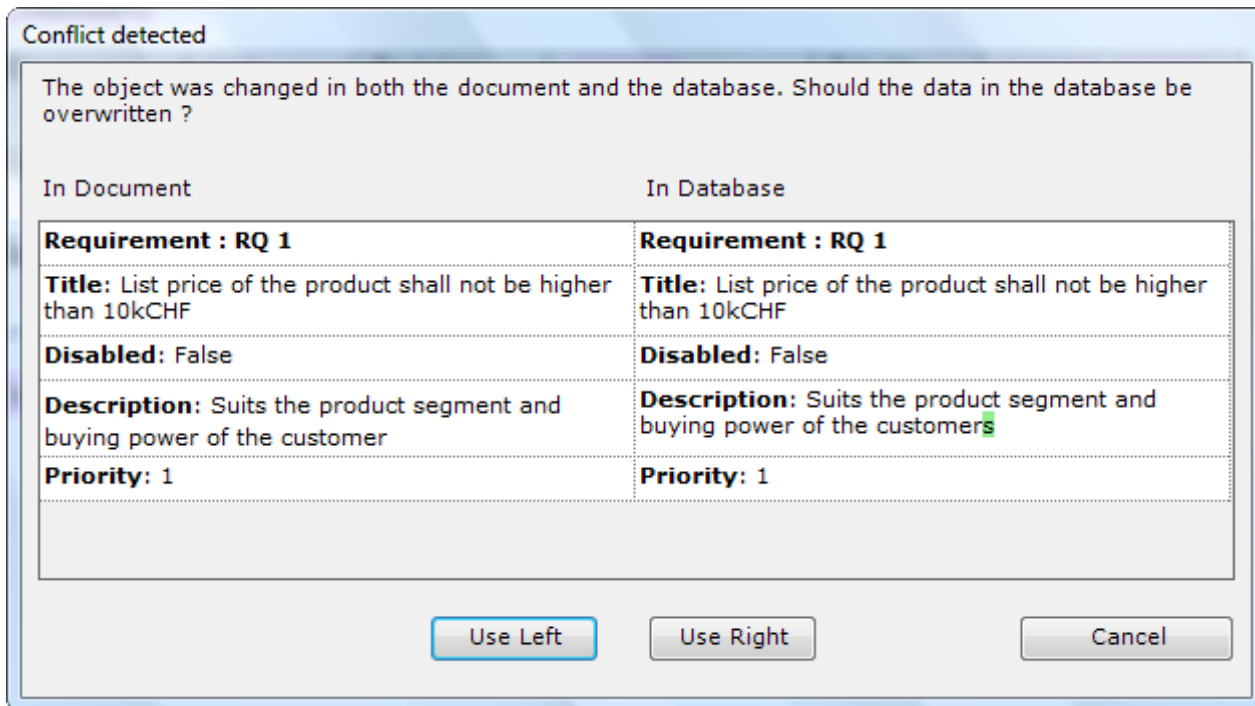 Conflict detected
The object was changed in both the document and the database. Should the data in the database be
overwritten ?
In Document
In Database
Requirement : RQ 1
Requirement : RQ 1
Title: List price of the product shall not be higher
than 10kCHF
Title: List price of the product shall not be higher
than 10kCHF
Disabled: False
Disabled: False
Description: Suits the product segment and
buying power of the customer
Description: Suits the product segment and
buying power of the customers
Priority: 1
Priority: 1
Use Left
Use Right
Cancel